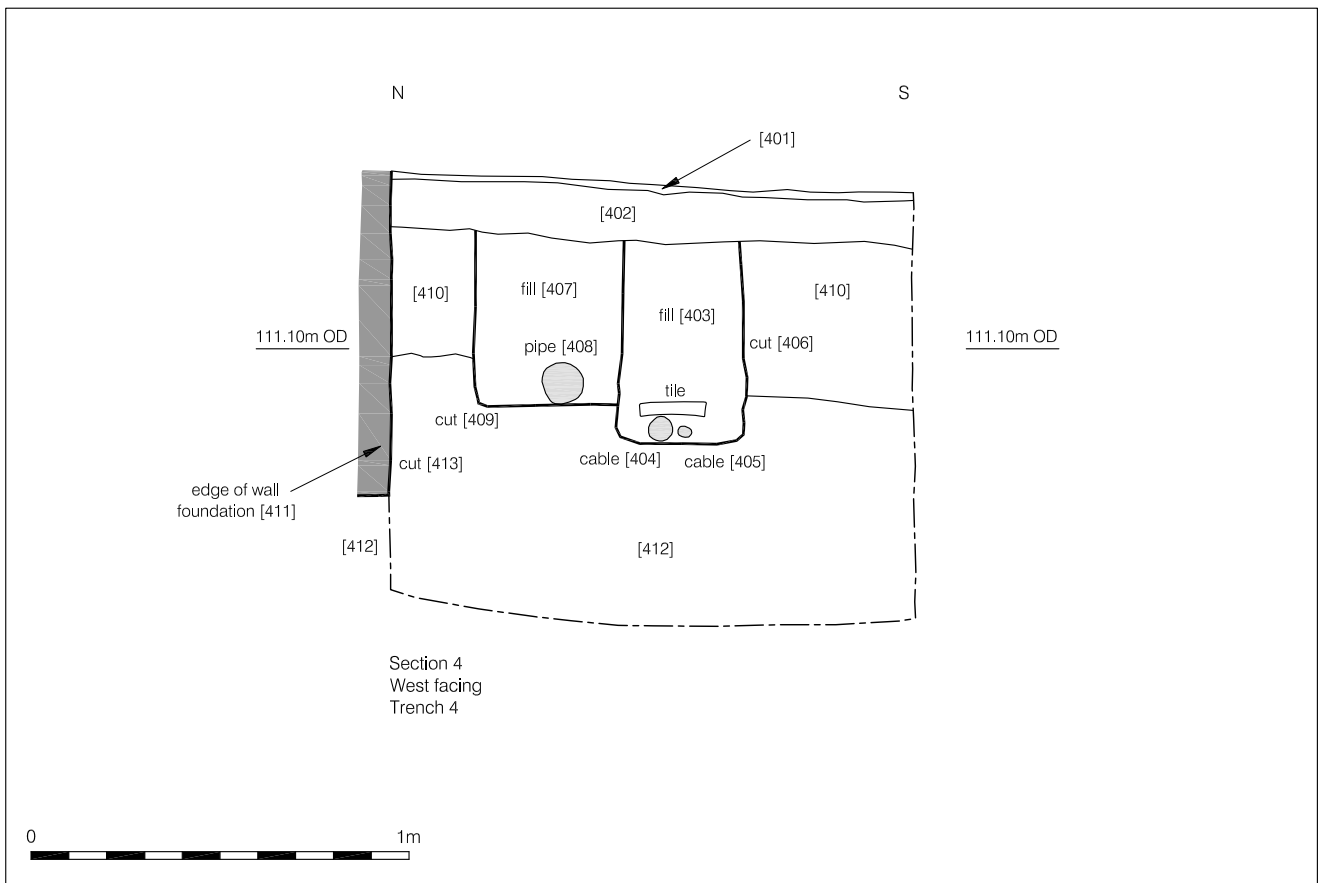 N
S
[401]
[402]
[410]
fill [407]
[410]
fill [403]
111.10m OD
111.10m OD
cut [406]
pipe [408]
tile
cut [409]
cable [404]
cable [405]
cut [413]
edge of wall
foundation [411]
[412]
[412]
Section 4
West facing
Trench 4
0
1m